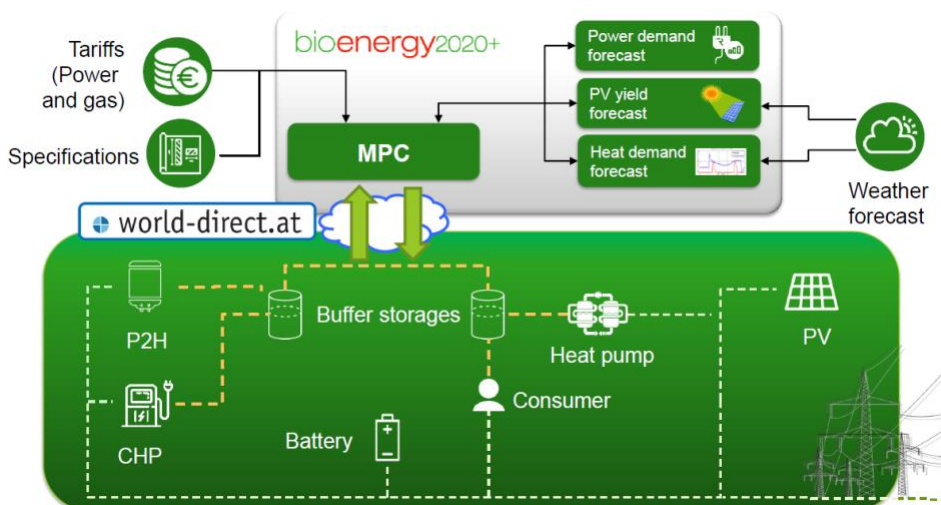 Tariffs
(Power
and gas)
Specifications
bioenergy2020+
MPC
Power demand
forecast
PV yield
forecast
Heat demand
forecast
Weather
forecast
world-direct.at
P2H
Buffer storages
Heat pump
PV
CHP
Battery
Consumer